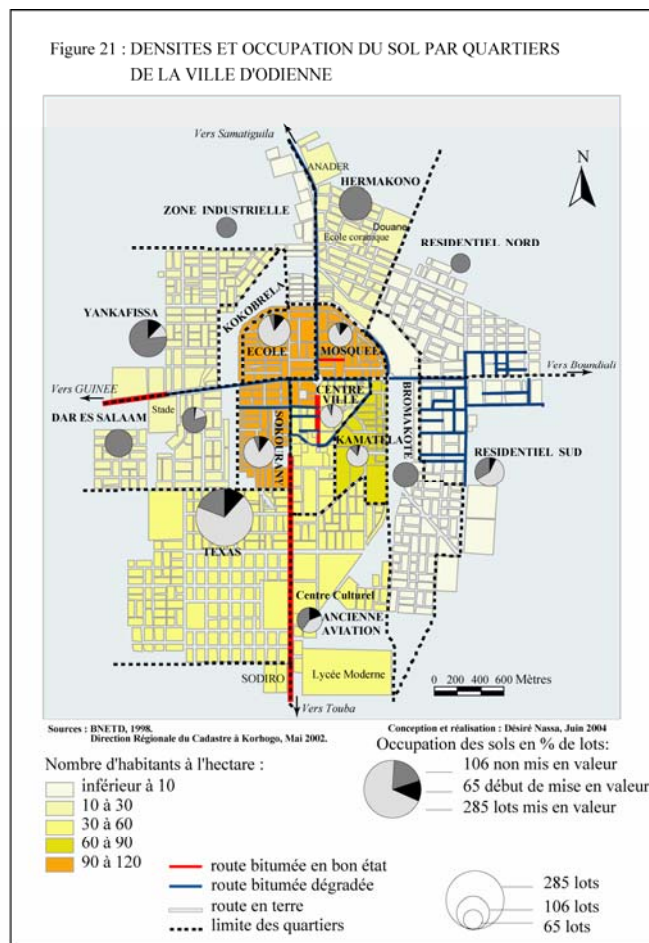 Figure 21 : DENSITES ET OCCUPATION DU SOL PAR QUARTIERS
DE LA VILLE D'ODIENNE
Vers Samatiguila
ANADER
N
HERMAKONO
ZONE INDUSTRIELLE
Douane
Ecole coranique
RESIDENTIEL NORD
YANKAFISSA
KOKOBRELA
ECOLE
MOSQUEE
Vers Boundiali
Vers GUINEE
CENTRE
VILLE
BROMAKOTE
Stade
DAR ES SALAAM
SOKOURANY
KAMATELA
RESIDENTIEL SUD
TEXAS
Centre Culturel
ANCIENNE
AVIATION
SODIRO
Lycée Moderne
0 200 400 600 Mètres
Vers Touba
Sources : BNETD, 1998.
Direction Régionale du Cadastre à Korhogo, Mai 2002.
Conception et réalisation : Désiré Nassa, Juin 2004
Occupation des sols en % de lots:
106 non mis en valeur
65 début de mise en valeur
285 lots mis en valeur
Nombre d'habitants à l'hectare :
inférieur à 10
10 à 30
30 à 60
60 à 90
90 à 120
route bitumée en bon état
route bitumée dégradée
route en terre
limite des quartiers
285 lots
106 lots
65 lots